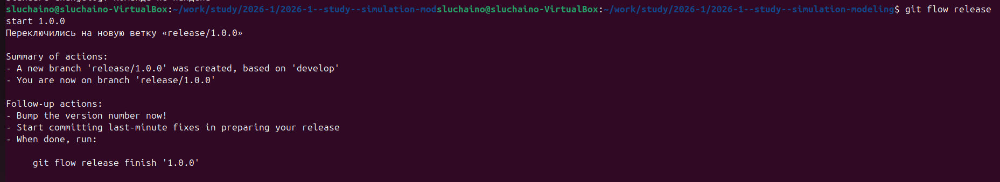 sluchaino@sluchaino-VirtualBox:~/work/study/2026-1/2026-1--study--simulation-modsluchaino@sluchaino-VirtualBox:~/work/study/2026-1/2026-1--study--simulation-modeling$ git flow release
start 1.0.0
Переключились на новую ветку «release/1.0.0»
Summary of actions:
- A new branch 'release/1.0.0' was created, based on 'develop'
- You are now on branch 'release/1.0.0'
Follow-up actions:
- Bump the version number now!
- Start committing last-minute fixes in preparing your release
- When done, run:
git flow release finish '1.0.0'